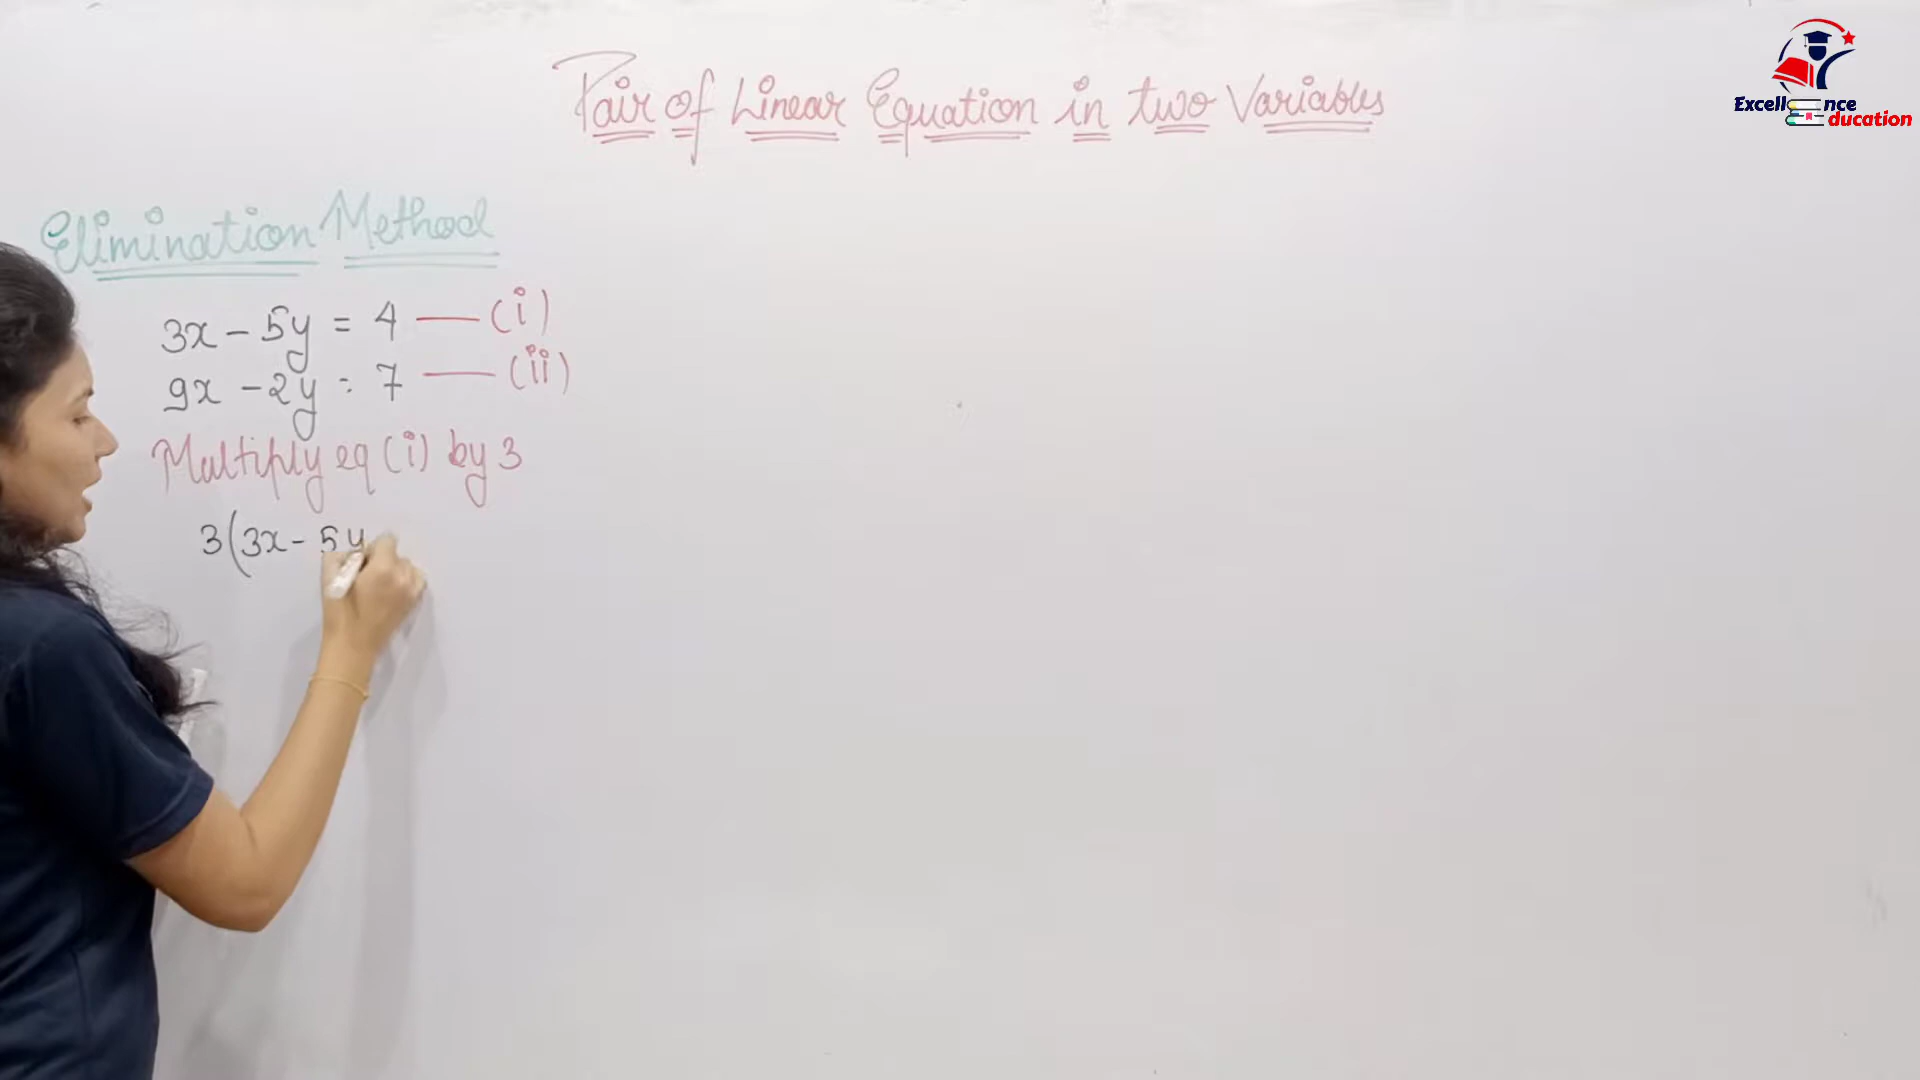 Pair of Linear Equation in two Variables
Excellence
Education
Elimination Method
3x - 5y = 4 —— (i)
9x - 2y = 7 —— (ii)
Multiply eq (i) by 3
3(3x - 5y